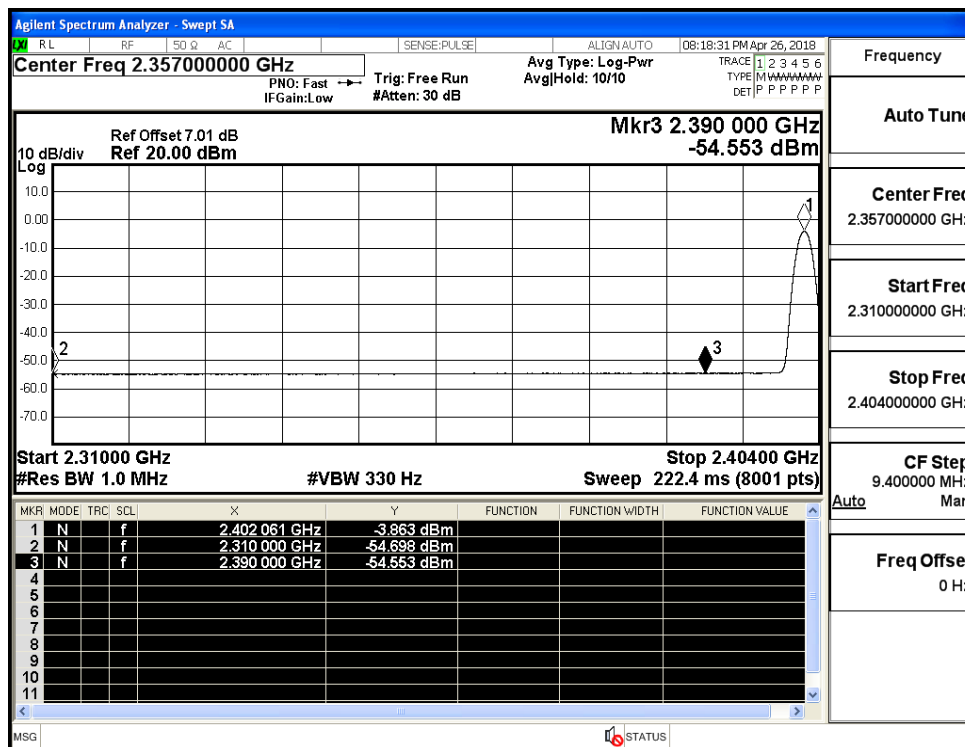 Agilent Spectrum Analyzer - Swept SA
LXI RL RF 50 Ω AC SENSE:PULSE ALIGN AUTO 08:18:31 PM Apr 26, 2018
Center Freq 2.357000000 GHz
PNO: Fast
IFGain:Low
Trig: Free Run
#Atten: 30 dB
Avg Type: Log-Pwr
Avg|Hold: 10/10
TRACE 1 2 3 4 5 6
TYPE M WWWWW
DET P P P P P P
Ref Offset 7.01 dB
Ref 20.00 dBm
10 dB/div
Log
Mkr3 2.390 000 GHz
-54.553 dBm
10.0
0.00
-10.0
-20.0
-30.0
-40.0
-50.0
-60.0
-70.0
1
2
3
Start 2.31000 GHz
Stop 2.40400 GHz
#Res BW 1.0 MHz
#VBW 330 Hz
Sweep 222.4 ms (8001 pts)
MKR MODE TRC SCL X Y FUNCTION FUNCTION WIDTH FUNCTION VALUE
1 N f 2.402 061 GHz -3.863 dBm
2 N f 2.310 000 GHz -54.698 dBm
3 N f 2.390 000 GHz -54.553 dBm
4
5
6
7
8
9
10
11
MSG
STATUS
Frequency
Auto Tune
Center Freq
2.357000000 GHz
Start Freq
2.310000000 GHz
Stop Freq
2.404000000 GHz
CF Step
9.400000 MHz
Auto Man
Freq Offset
0 Hz